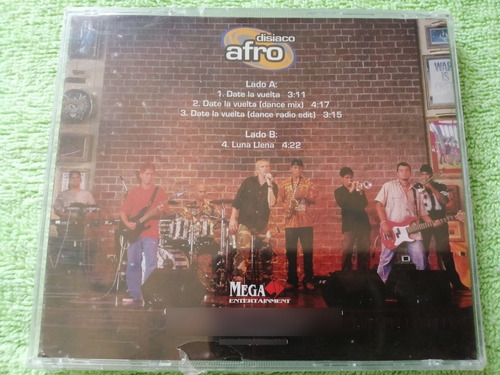 disiaco
afro
Lado A:
1. Date la vuelta 3:11
2. Date la vuelta (dance mix) 4:17
3. Date la vuelta (dance radio edit) 3:15
Lado B:
4. Luna Llena 4:22
WAR
MEGA
ENTERTAINMENT